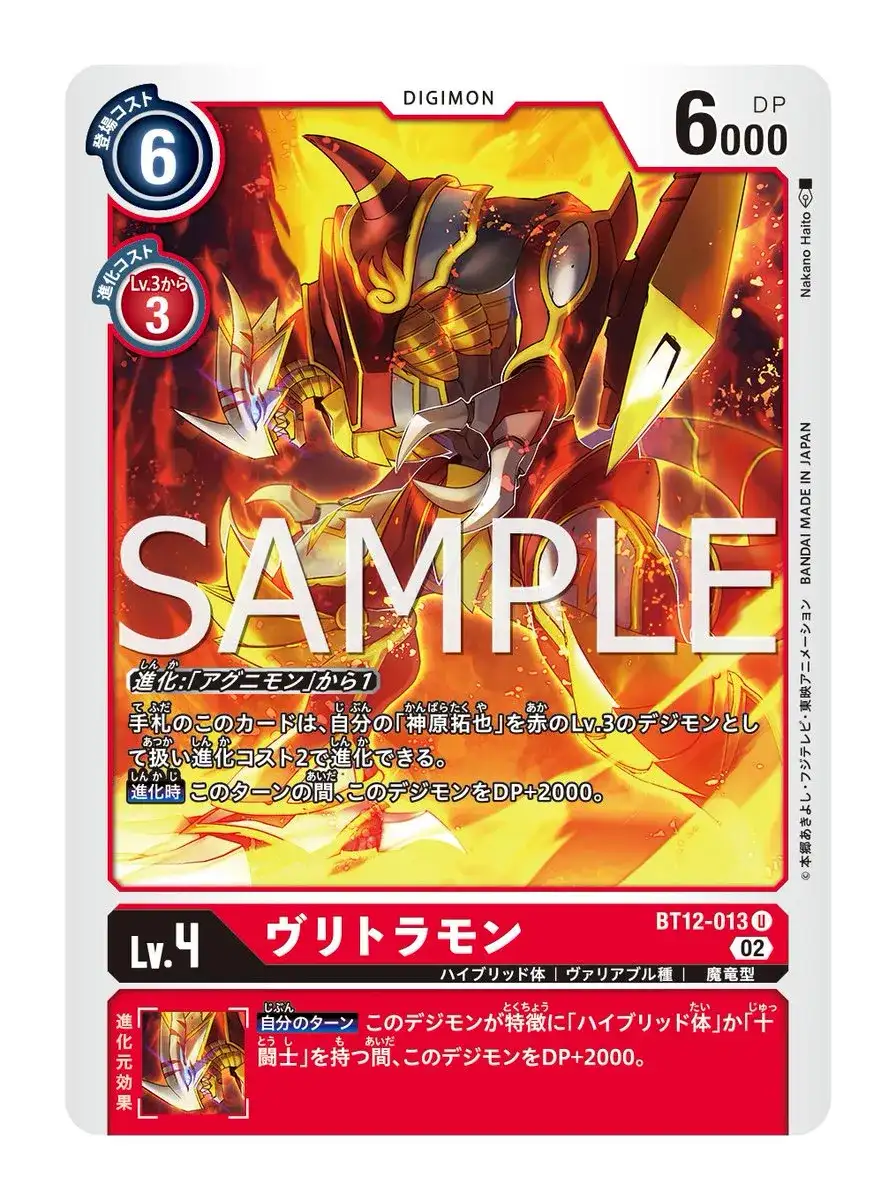 DIGIMON
登場コスト
6
6000
DP
進化コスト
Lv.3から
3
Nakano Haito
SAMPLE
進化:「アグニモン」から1
手札のこのカードは、自分の「神原拓也」を赤のLv.3のデジモンとし
て扱い進化コスト2で進化できる。
進化時 このターンの間、このデジモンをDP+2000。
© 本郷あきよし・フジテレビ・東映アニメーション BANDAI MADE IN JAPAN
Lv.4
ヴリトラモン
BT12-013 U
02
ハイブリッド体 | ヴァリアブル種 | 魔竜型
進化元効果
自分のターン このデジモンが特徴に「ハイブリッド体」か「十
闘士」を持つ間、このデジモンをDP+2000。